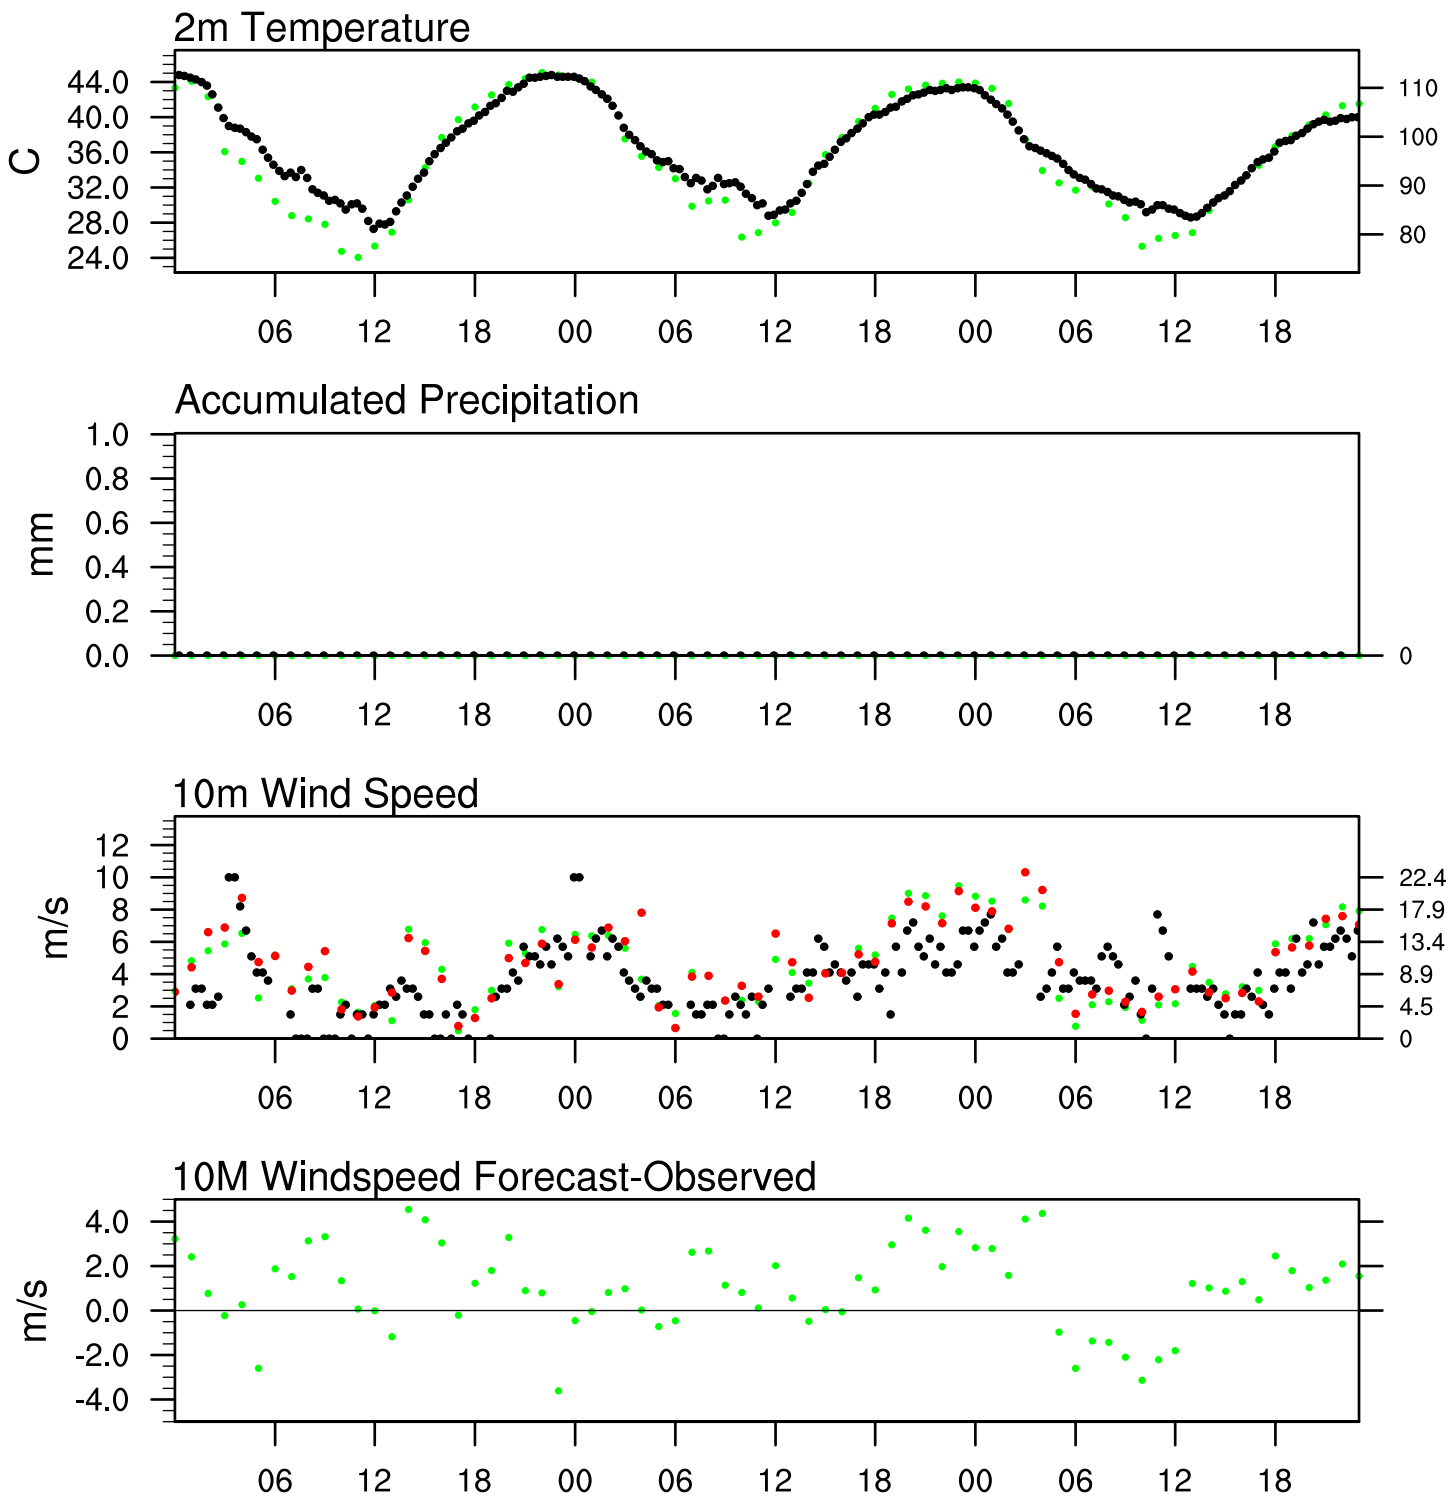 2m Temperature
44.0
40.0
36.0
32.0
28.0
24.0
C
110
100
90
80
06 12 18 00 06 12 18 00 06 12 18
Accumulated Precipitation
1.0
0.8
0.6
0.4
0.2
0.0
mm
0
06 12 18 00 06 12 18 00 06 12 18
10m Wind Speed
12
10
8
6
4
2
0
m/s
22.4
17.9
13.4
8.9
4.5
0
06 12 18 00 06 12 18 00 06 12 18
10M Windspeed Forecast-Observed
4.0
2.0
0.0
-2.0
-4.0
m/s
06 12 18 00 06 12 18 00 06 12 18